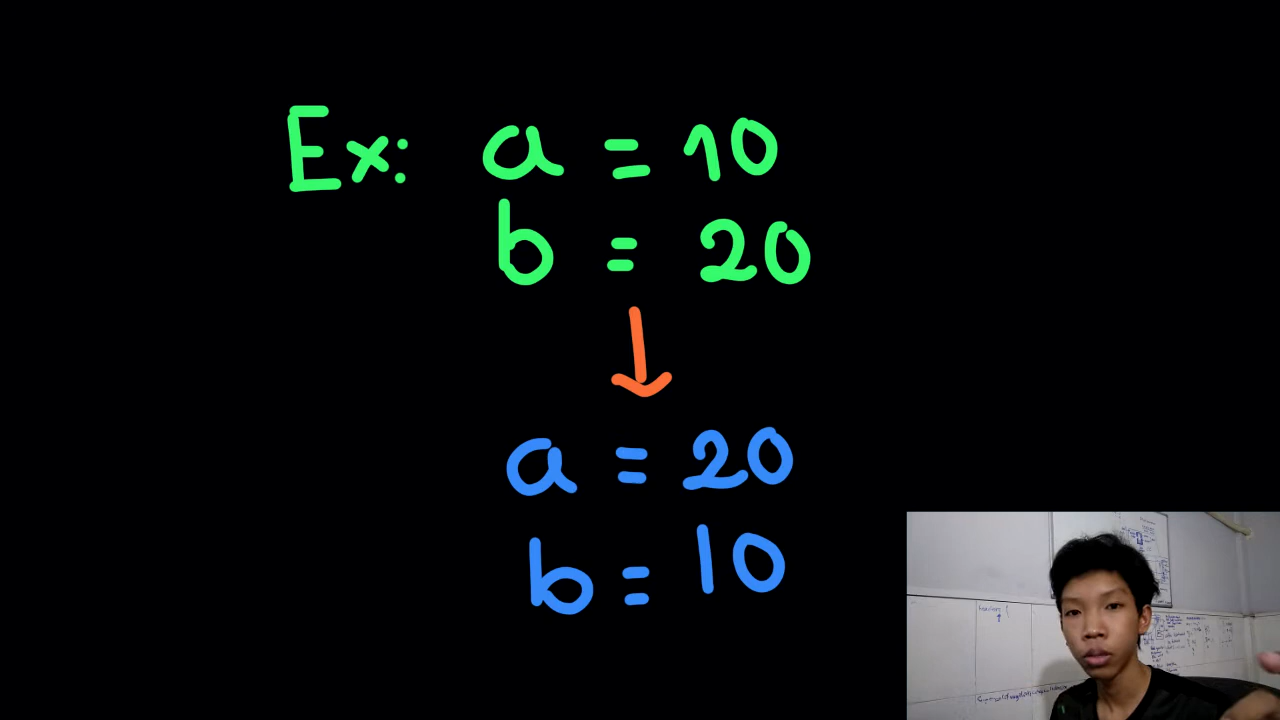 Ex: a = 10
b = 20
a = 20
b = 10